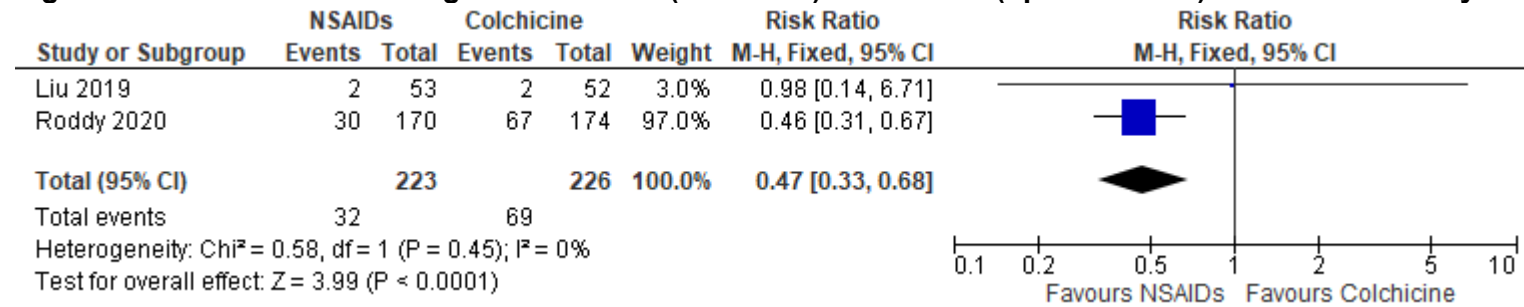 NSAIDs Colchicine Risk Ratio Risk Ratio
Study or Subgroup Events Total Events Total Weight M-H, Fixed, 95% CI M-H, Fixed, 95% CI
Liu 2019 2 53 2 52 3.0% 0.98 [0.14, 6.71]
Roddy 2020 30 170 67 174 97.0% 0.46 [0.31, 0.67]
Total (95% CI) 223 226 100.0% 0.47 [0.33, 0.68]
Total events 32 69
Heterogeneity: Chi² = 0.58, df = 1 (P = 0.45); I² = 0%
Test for overall effect: Z = 3.99 (P < 0.0001)
0.1 0.2 0.5 1 2 5 10
Favours NSAIDs Favours Colchicine